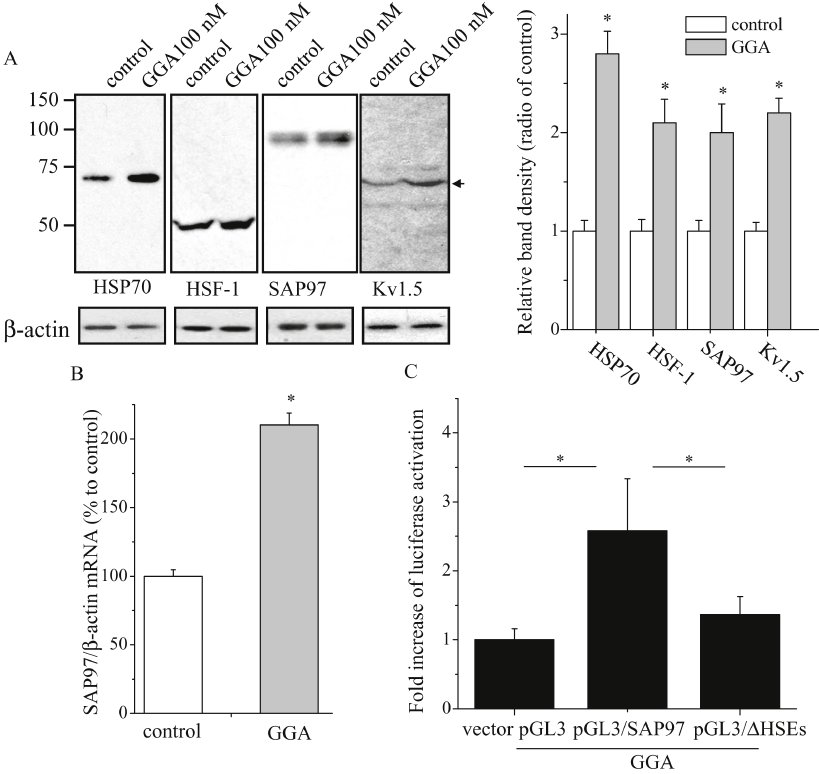 A
control
GGA100 nM
control
GGA100 nM
control
GGA100 nM
control
GGA100 nM
150
100
75
50
HSP70
HSF-1
SAP97
Kv1.5
β-actin
Relative band density (radio of control)
3
2
1
0
control
GGA
*
*
*
*
HSP70
HSF-1
SAP97
Kv1.5
B
SAP97/β-actin mRNA (% to control)
200
150
100
50
0
*
control
GGA
C
Fold increase of luciferase activation
4
3
2
1
0
*
*
vector pGL3 pGL3/SAP97 pGL3/ΔHSEs
GGA